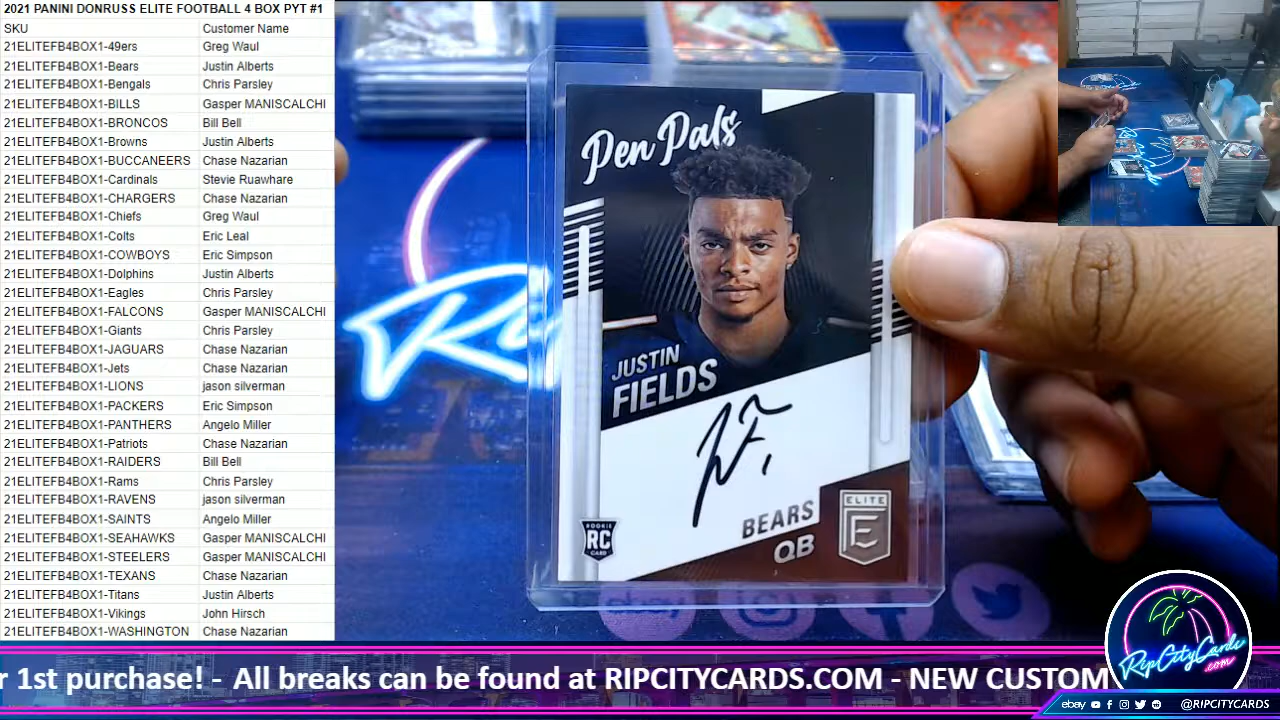 2021 PANINI DONRUSS ELITE FOOTBALL 4 BOX PYT #1
SKU Customer Name
21ELITEFB4BOX1-49ers Greg Waul
21ELITEFB4BOX1-Bears Justin Alberts
21ELITEFB4BOX1-Bengals Chris Parsley
21ELITEFB4BOX1-BILLS Gasper MANISCALCHI
21ELITEFB4BOX1-BRONCOS Bill Bell
21ELITEFB4BOX1-Browns Justin Alberts
21ELITEFB4BOX1-BUCCANEERS Chase Nazarian
21ELITEFB4BOX1-Cardinals Stevie Ruawhare
21ELITEFB4BOX1-CHARGERS Chase Nazarian
21ELITEFB4BOX1-Chiefs Greg Waul
21ELITEFB4BOX1-Colts Eric Leal
21ELITEFB4BOX1-COWBOYS Eric Simpson
21ELITEFB4BOX1-Dolphins Justin Alberts
21ELITEFB4BOX1-Eagles Chris Parsley
21ELITEFB4BOX1-FALCONS Gasper MANISCALCHI
21ELITEFB4BOX1-Giants Chris Parsley
21ELITEFB4BOX1-JAGUARS Chase Nazarian
21ELITEFB4BOX1-Jets Chase Nazarian
21ELITEFB4BOX1-LIONS jason silverman
21ELITEFB4BOX1-PACKERS Eric Simpson
21ELITEFB4BOX1-PANTHERS Angelo Miller
21ELITEFB4BOX1-Patriots Chase Nazarian
21ELITEFB4BOX1-RAIDERS Bill Bell
21ELITEFB4BOX1-Rams Chris Parsley
21ELITEFB4BOX1-RAVENS jason silverman
21ELITEFB4BOX1-SAINTS Angelo Miller
21ELITEFB4BOX1-SEAHAWKS Gasper MANISCALCHI
21ELITEFB4BOX1-STEELERS Gasper MANISCALCHI
21ELITEFB4BOX1-TEXANS Chase Nazarian
21ELITEFB4BOX1-Titans Justin Alberts
21ELITEFB4BOX1-Vikings John Hirsch
21ELITEFB4BOX1-WASHINGTON Chase Nazarian
Pen Pals
JUSTIN
FIELDS
BEARS
QB
ELITE
E
ROOKIE
RC
CARD
ebay
r 1st purchase! - All breaks can be found at RIPCITYCARDS.COM - NEW CUSTOM
RipCityCards
.com
ebay @RIPCITYCARDS